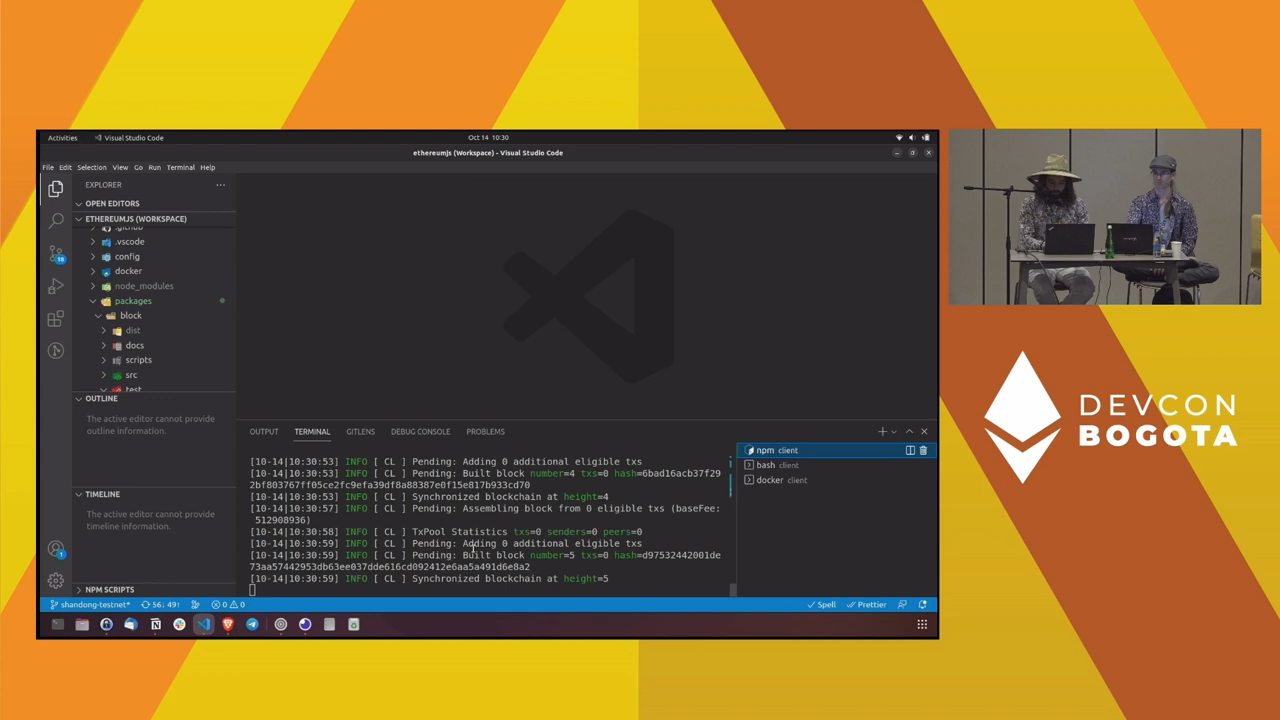 Activities
Visual Studio Code
Oct 14 10:30
ethereumjs (Workspace) - Visual Studio Code
File Edit Selection View Go Run Terminal Help
EXPLORER
OPEN EDITORS
ETHEREUMJS (WORKSPACE)
.github
.vscode
config
docker
node_modules
packages
block
dist
docs
scripts
src
test
OUTLINE
The active editor cannot provide
outline information.
TIMELINE
The active editor cannot provide
timeline information.
NPM SCRIPTS
18
1
OUTPUT TERMINAL GITLENS DEBUG CONSOLE PROBLEMS
[10-14|10:30:53] INFO [ CL ] Pending: Adding 0 additional eligible txs
[10-14|10:30:53] INFO [ CL ] Pending: Built block number=4 txs=0 hash=6bad16acb37f29
2bf803767ff05ce2fc9efa39df8a88387e0f15e817b933cd70
[10-14|10:30:53] INFO [ CL ] Synchronized blockchain at height=4
[10-14|10:30:57] INFO [ CL ] Pending: Assembling block from 0 eligible txs (baseFee:
512908936)
[10-14|10:30:58] INFO [ CL ] TxPool Statistics txs=0 senders=0 peers=0
[10-14|10:30:59] INFO [ CL ] Pending: Adding 0 additional eligible txs
[10-14|10:30:59] INFO [ CL ] Pending: Built block number=5 txs=0 hash=d97532442001de
73aa57442953db63ee037dde616cd092412e6aa5a491d6e8a2
[10-14|10:30:59] INFO [ CL ] Synchronized blockchain at height=5
npm client
bash client
docker client
shandong-testnet* 56↓ 49↑ 0 0
Spell Prettier
DEVCON
BOGOTA